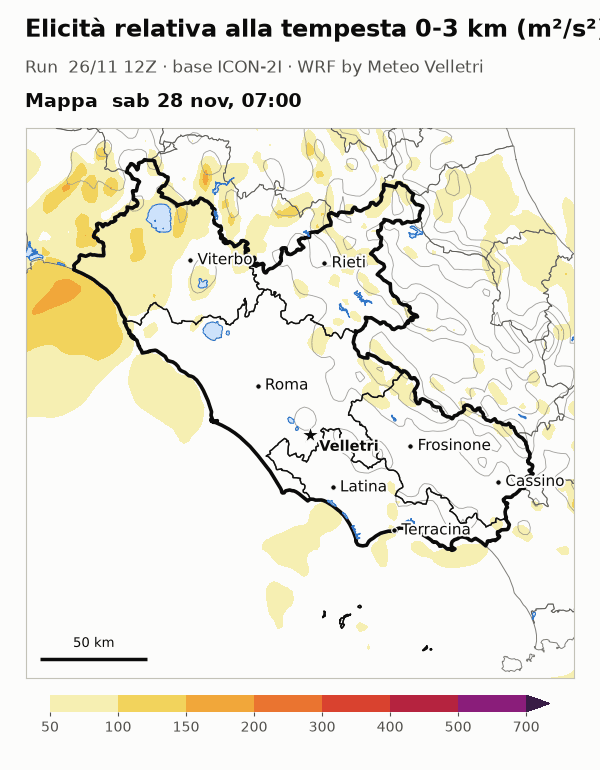 Elicità relativa alla tempesta 0-3 km (m²/s²)
Run 26/11 12Z · base ICON-2I · WRF by Meteo Velletri
Mappa sab 28 nov, 07:00
Viterbo
Rieti
Roma
Velletri
Frosinone
Cassino
Latina
Terracina
50 km
50 100 150 200 300 400 500 700